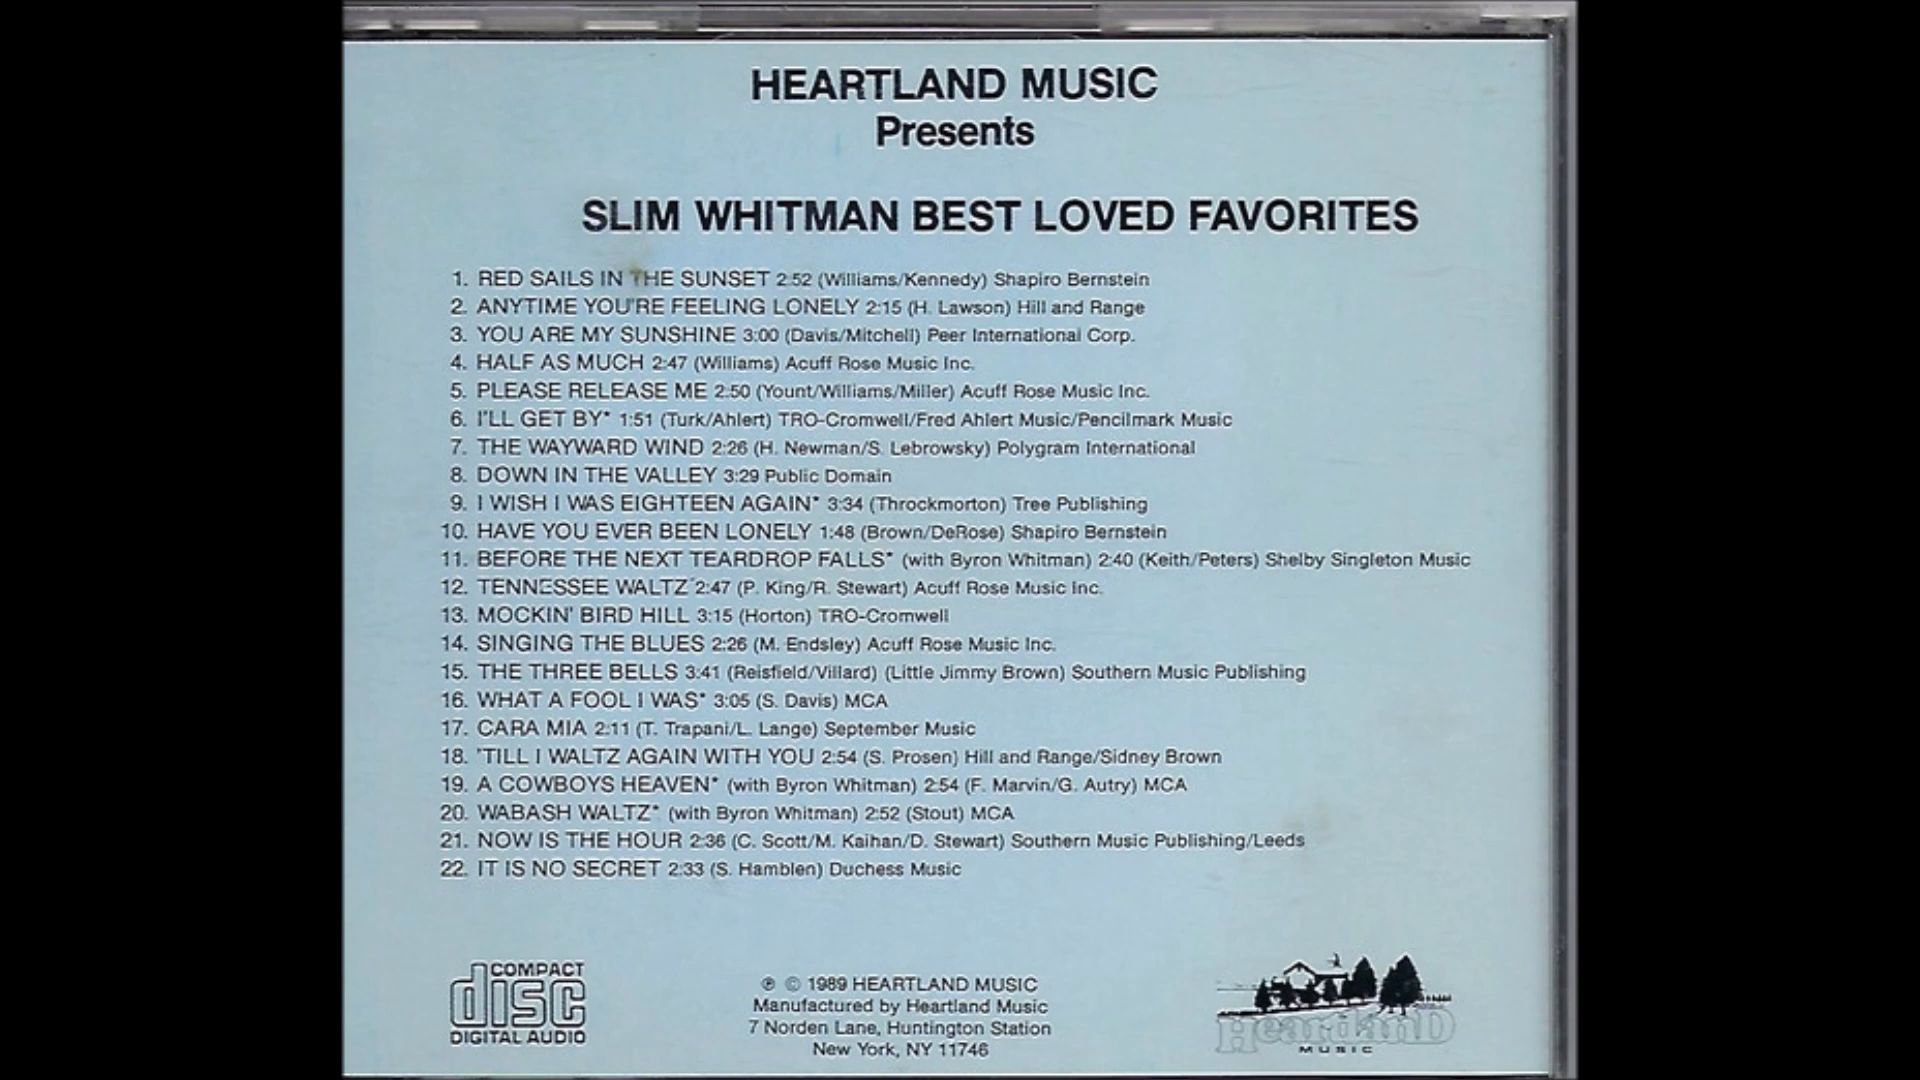 HEARTLAND MUSIC
Presents
SLIM WHITMAN BEST LOVED FAVORITES
1. RED SAILS IN THE SUNSET 2:52 (Williams/Kennedy) Shapiro Bernstein
2. ANYTIME YOU'RE FEELING LONELY 2:15 (H. Lawson) Hill and Range
3. YOU ARE MY SUNSHINE 3:00 (Davis/Mitchell) Peer International Corp.
4. HALF AS MUCH 2:47 (Williams) Acuff Rose Music Inc.
5. PLEASE RELEASE ME 2:50 (Yount/Williams/Miller) Acuff Rose Music Inc.
6. I'LL GET BY* 1:51 (Turk/Ahlert) TRO-Cromwell/Fred Ahlert Music/Pencilmark Music
7. THE WAYWARD WIND 2:26 (H. Newman/S. Lebrowsky) Polygram International
8. DOWN IN THE VALLEY 3:29 Public Domain
9. I WISH I WAS EIGHTEEN AGAIN* 3:34 (Throckmorton) Tree Publishing
10. HAVE YOU EVER BEEN LONELY 1:48 (Brown/DeRose) Shapiro Bernstein
11. BEFORE THE NEXT TEARDROP FALLS* (with Byron Whitman) 2:40 (Keith/Peters) Shelby Singleton Music
12. TENNESSEE WALTZ 2:47 (P. King/R. Stewart) Acuff Rose Music Inc.
13. MOCKIN' BIRD HILL 3:15 (Horton) TRO-Cromwell
14. SINGING THE BLUES 2:26 (M. Endsley) Acuff Rose Music Inc.
15. THE THREE BELLS 3:41 (Reisfield/Villard) (Little Jimmy Brown) Southern Music Publishing
16. WHAT A FOOL I WAS* 3:05 (S. Davis) MCA
17. CARA MIA 2:11 (T. Trapani/L. Lange) September Music
18. 'TILL I WALTZ AGAIN WITH YOU 2:54 (S. Prosen) Hill and Range/Sidney Brown
19. A COWBOYS HEAVEN* (with Byron Whitman) 2:54 (F. Marvin/G. Autry) MCA
20. WABASH WALTZ* (with Byron Whitman) 2:52 (Stout) MCA
21. NOW IS THE HOUR 2:36 (C. Scott/M. Kaihan/D. Stewart) Southern Music Publishing/Leeds
22. IT IS NO SECRET 2:33 (S. Hamblen) Duchess Music
COMPACT
disc
DIGITAL AUDIO
℗ © 1989 HEARTLAND MUSIC
Manufactured by Heartland Music
7 Norden Lane, Huntington Station
New York, NY 11746
HeartlanD
MUSIC